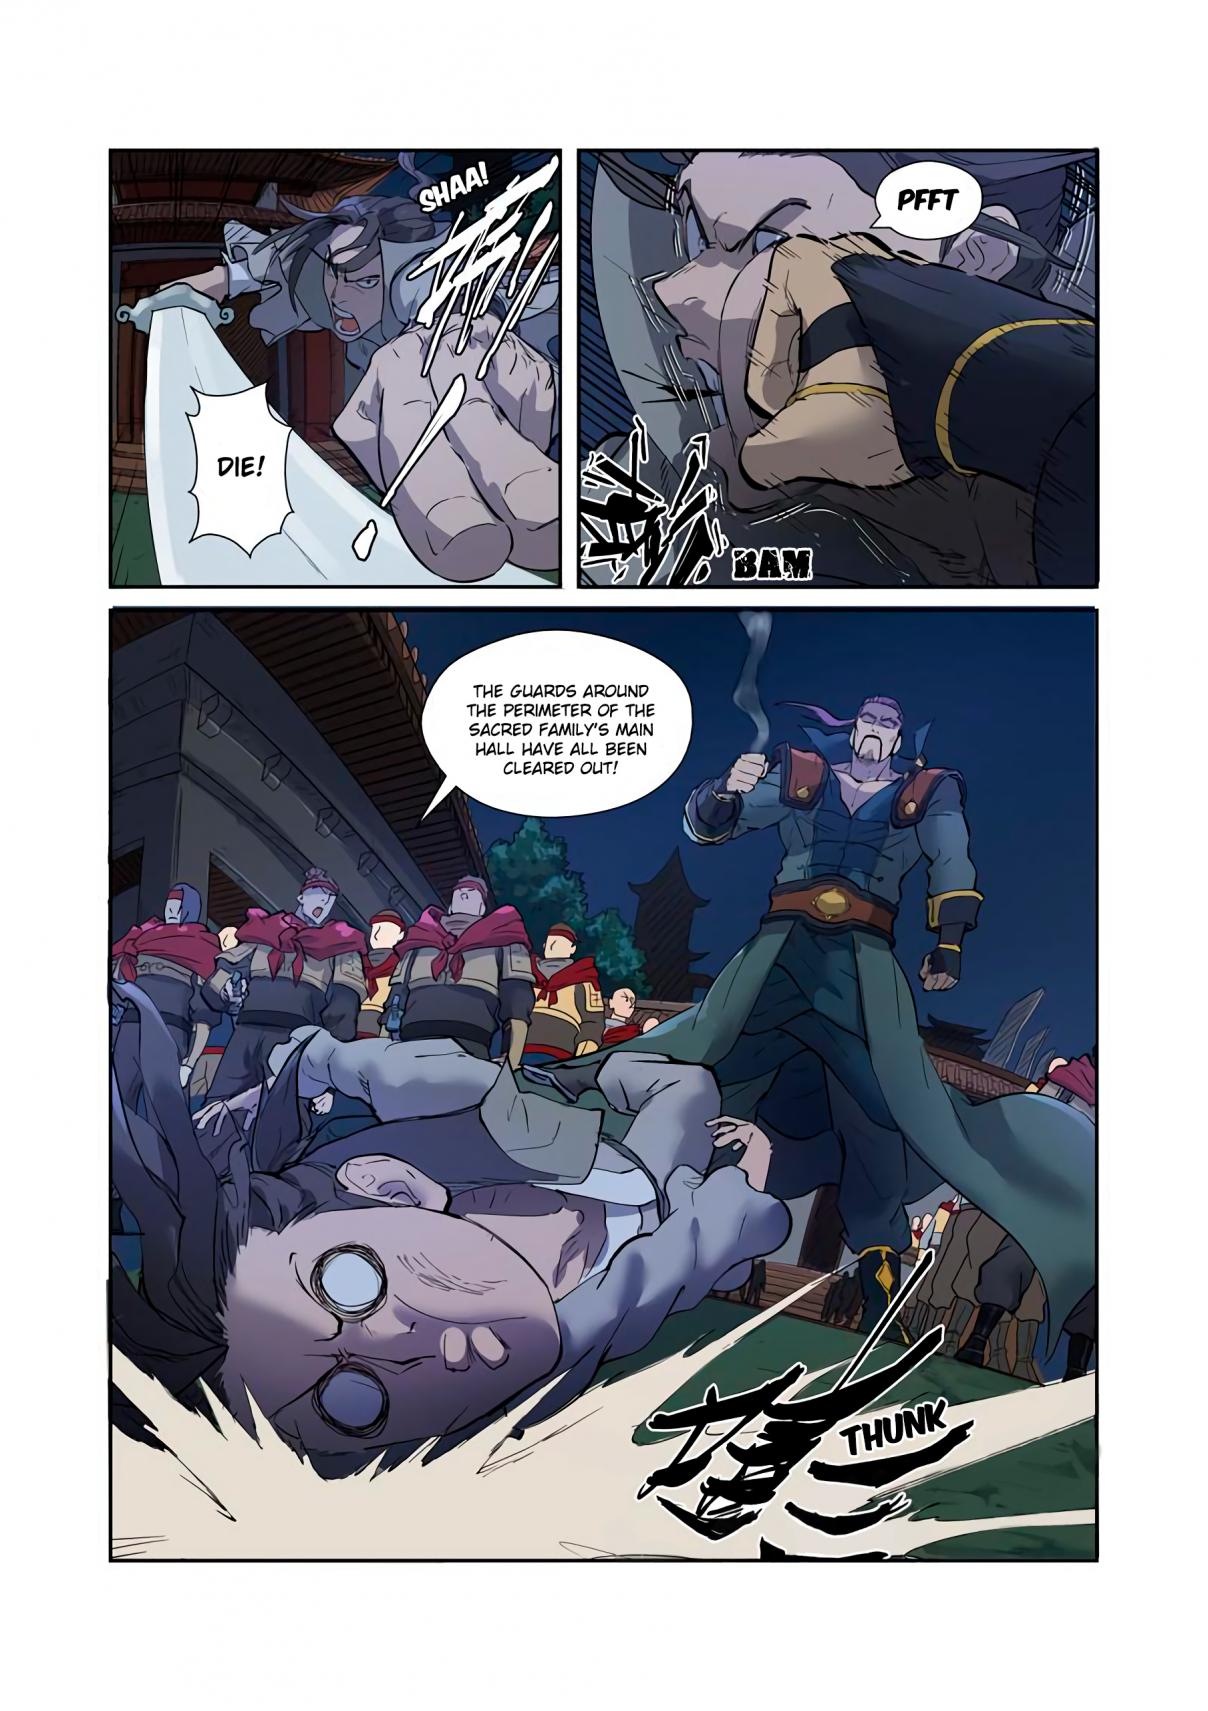 SHAA!
DIE!
PFFT
BAM
THE GUARDS AROUND
THE PERIMETER OF THE
SACRED FAMILY'S MAIN
HALL HAVE ALL BEEN
CLEARED OUT!
THUNK